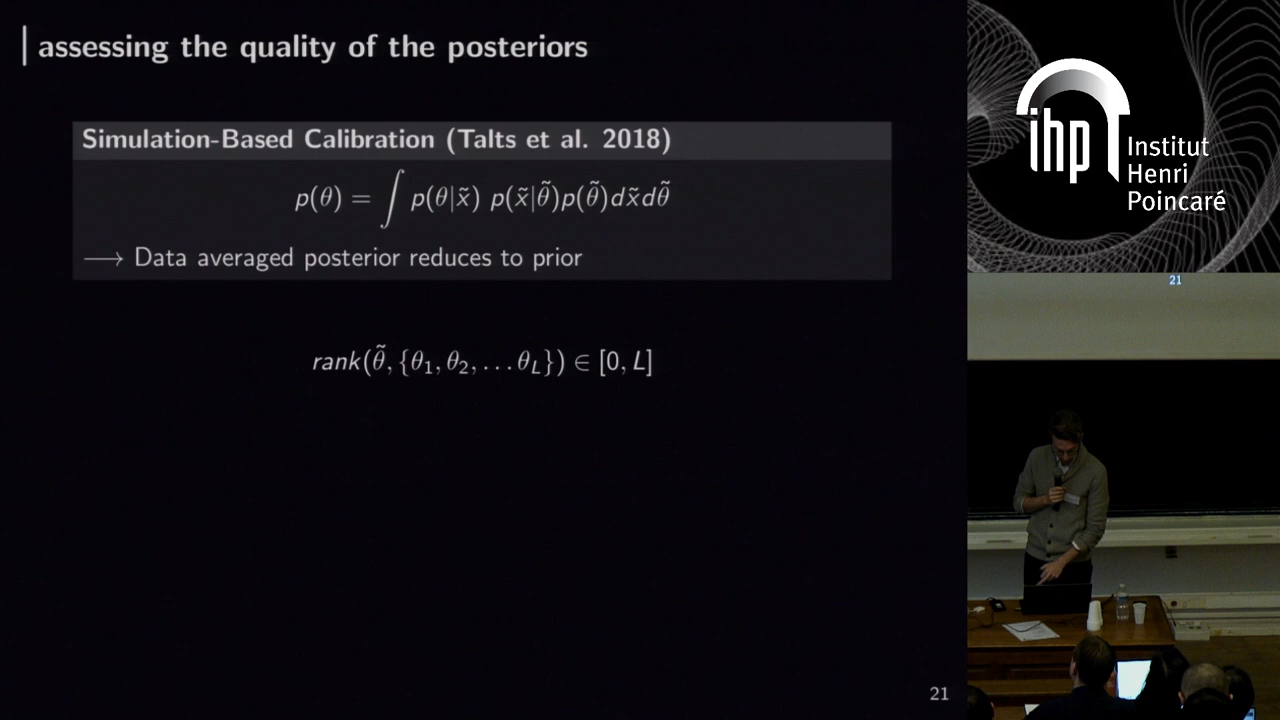 assessing the quality of the posteriors
Simulation-Based Calibration (Talts et al. 2018)
p(θ) = ∫ p(θ|x̃) p(x̃|θ̃)p(θ̃)dx̃dθ̃
⟶ Data averaged posterior reduces to prior
rank(θ̃, {θ₁, θ₂, … θ_L}) ∈ [0, L]
21
ihp Institut
Henri
Poincaré
21